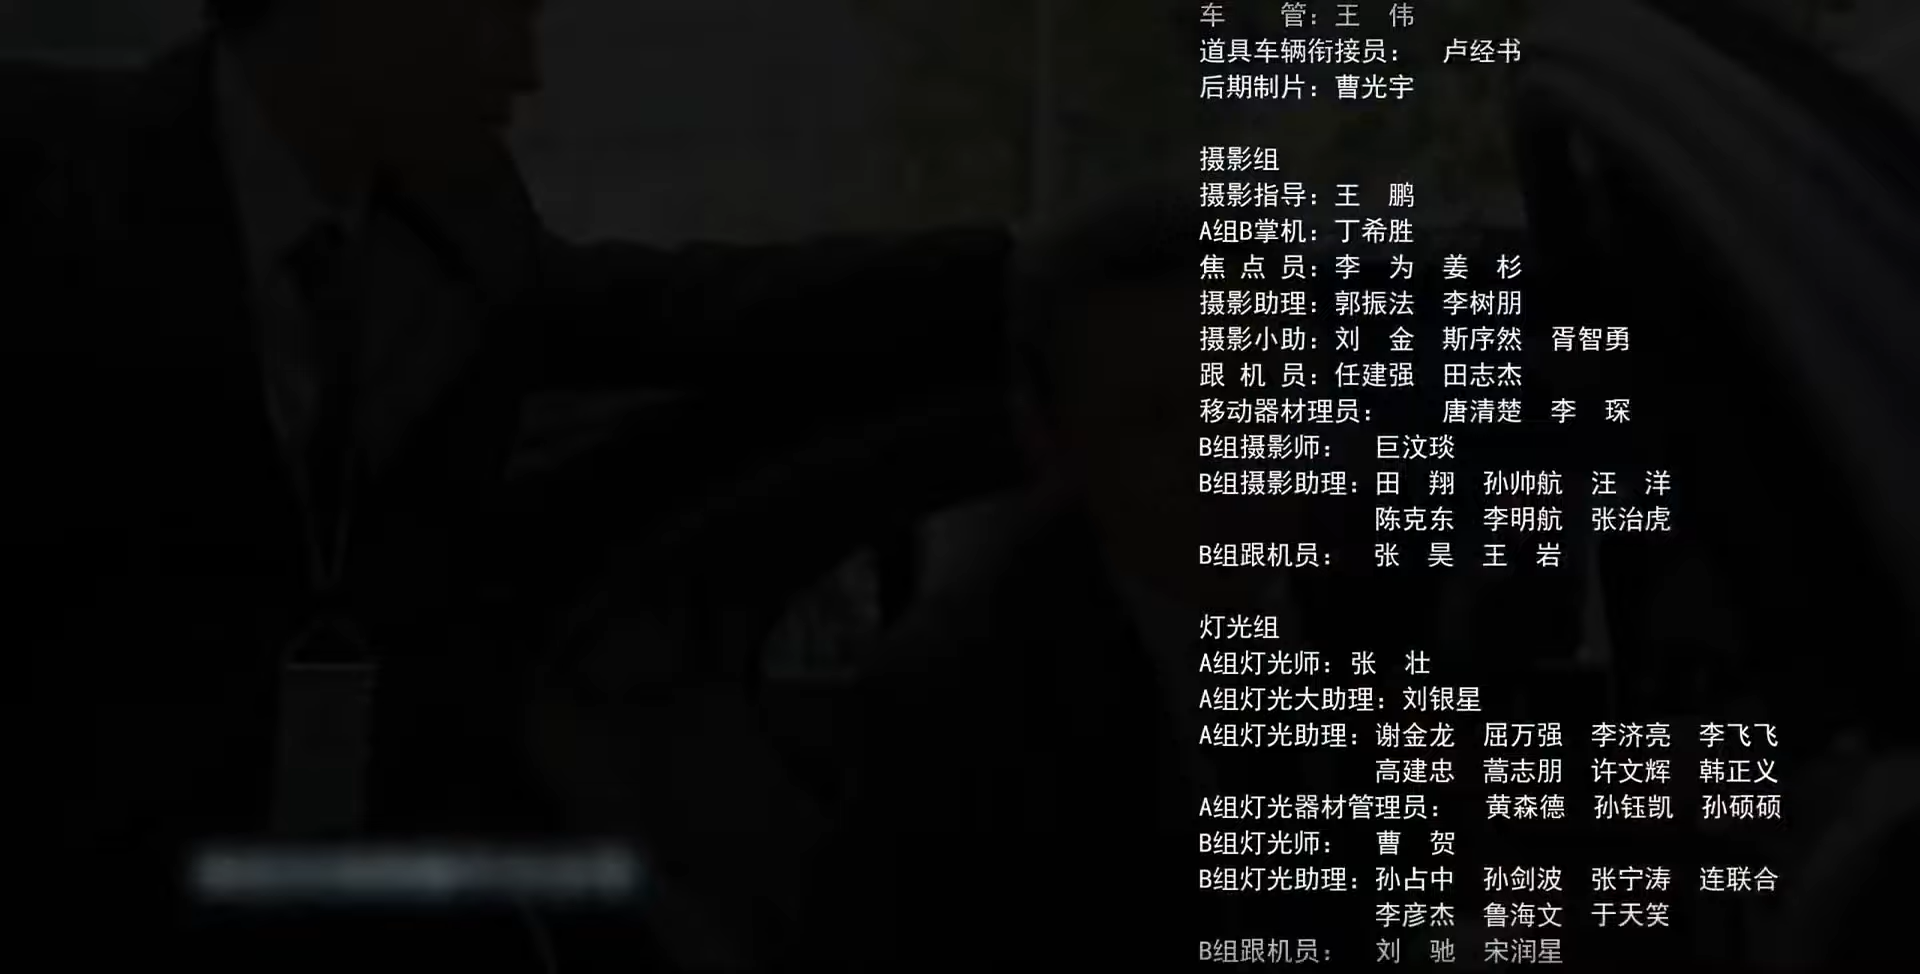 车　　管：王　伟
道具车辆衔接员：　卢经书
后期制片：曹光宇
摄影组
摄影指导：王　鹏
A组B掌机：丁希胜
焦 点 员：李　为　姜　杉
摄影助理：郭振法　李树朋
摄影小助：刘　金　斯序然　胥智勇
跟 机 员：任建强　田志杰
移动器材理员：　　唐清楚　李　琛
B组摄影师：　巨汶琰
B组摄影助理：田　翔　孙帅航　汪　洋
陈克东　李明航　张治虎
B组跟机员：　张　昊　王　岩
灯光组
A组灯光师：张　壮
A组灯光大助理：刘银星
A组灯光助理：谢金龙　屈万强　李济亮　李飞飞
高建忠　蒿志朋　许文辉　韩正义
A组灯光器材管理员：　黄森德　孙钰凯　孙硕硕
B组灯光师：　曹　贺
B组灯光助理：孙占中　孙剑波　张宁涛　连联合
李彦杰　鲁海文　于天笑
B组跟机员：　刘　驰　宋润星